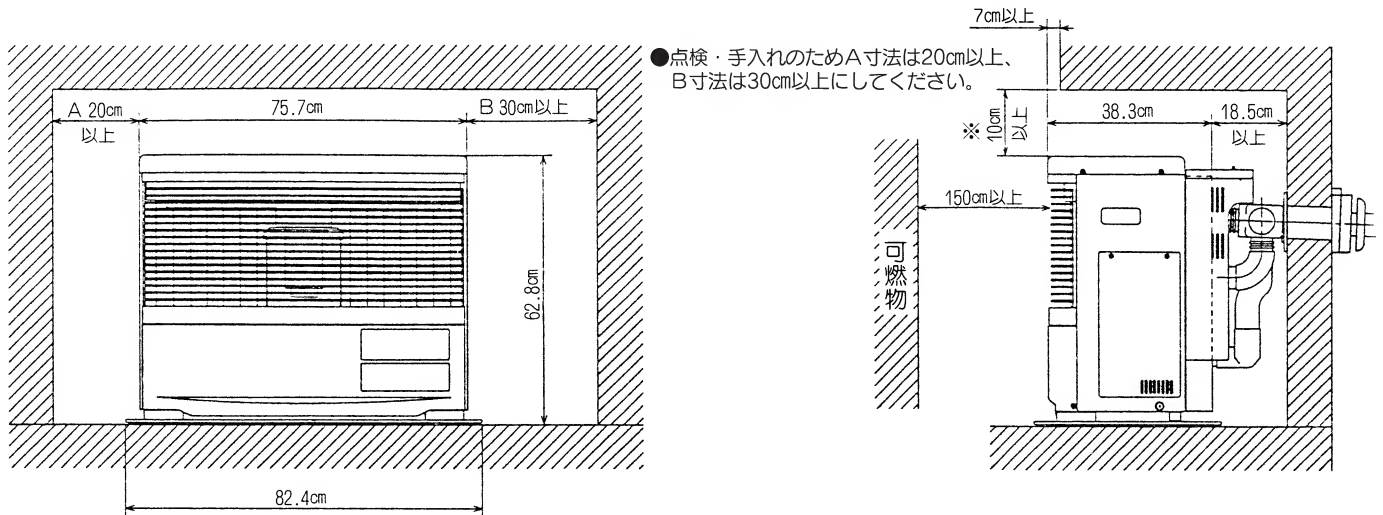 A 20cm
以上
75.7cm
B 30cm以上
62.8cm
82.4cm
●点検・手入れのためA寸法は20cm以上、
B寸法は30cm以上にしてください。
7cm以上
※10cm
以上
38.3cm
18.5cm
以上
150cm以上
可燃物